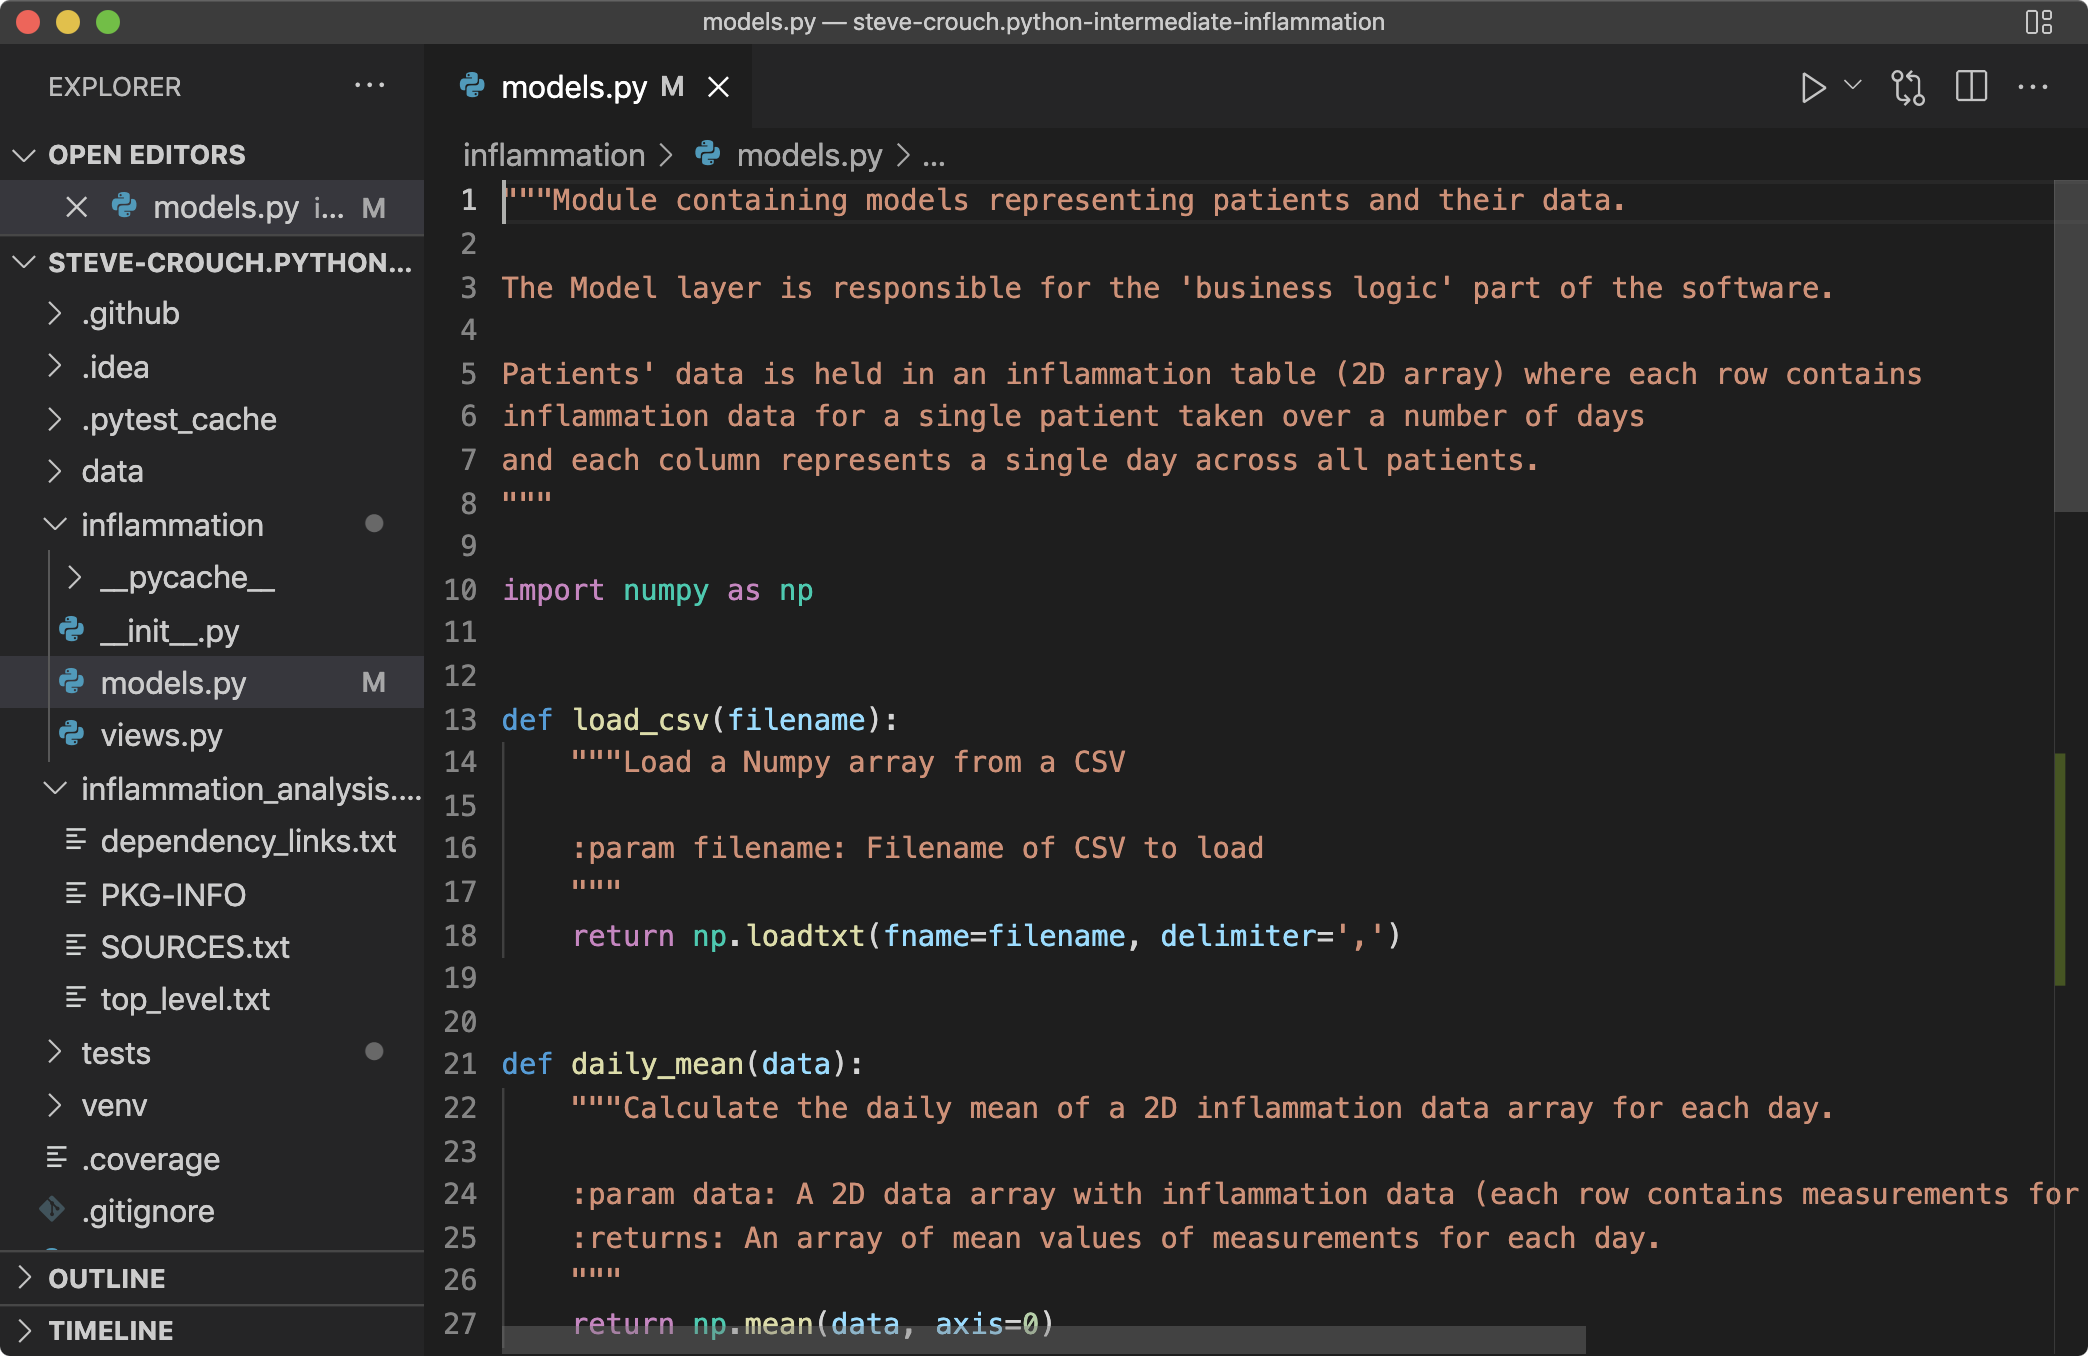 models.py — steve-crouch.python-intermediate-inflammation
EXPLORER
OPEN EDITORS
models.py i... M
STEVE-CROUCH.PYTHON...
.github
.idea
.pytest_cache
data
inflammation
__pycache__
__init__.py
models.py M
views.py
inflammation_analysis....
dependency_links.txt
PKG-INFO
SOURCES.txt
top_level.txt
tests
venv
.coverage
.gitignore
OUTLINE
TIMELINE
models.py M
inflammation > models.py > ...
1 """Module containing models representing patients and their data.
2
3 The Model layer is responsible for the 'business logic' part of the software.
4
5 Patients' data is held in an inflammation table (2D array) where each row contains
6 inflammation data for a single patient taken over a number of days
7 and each column represents a single day across all patients.
8 """
9
10 import numpy as np
11
12
13 def load_csv(filename):
14     """Load a Numpy array from a CSV
15
16     :param filename: Filename of CSV to load
17     """
18     return np.loadtxt(fname=filename, delimiter=',')
19
20
21 def daily_mean(data):
22     """Calculate the daily mean of a 2D inflammation data array for each day.
23
24     :param data: A 2D data array with inflammation data (each row contains measurements for
25     :returns: An array of mean values of measurements for each day.
26     """
27     return np.mean(data, axis=0)